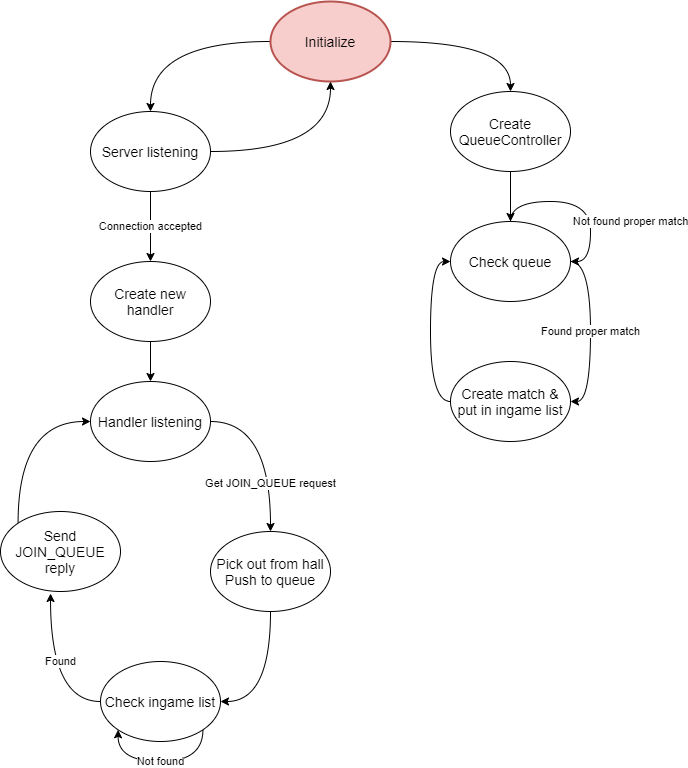 Initialize
Create
QueueController
Server listening
Not found proper match
Connection accepted
Check queue
Create new
handler
Found proper match
Create match &
put in ingame list
Handler listening
Get JOIN_QUEUE request
Send
JOIN_QUEUE
reply
Pick out from hall
Push to queue
Found
Check ingame list
Not found